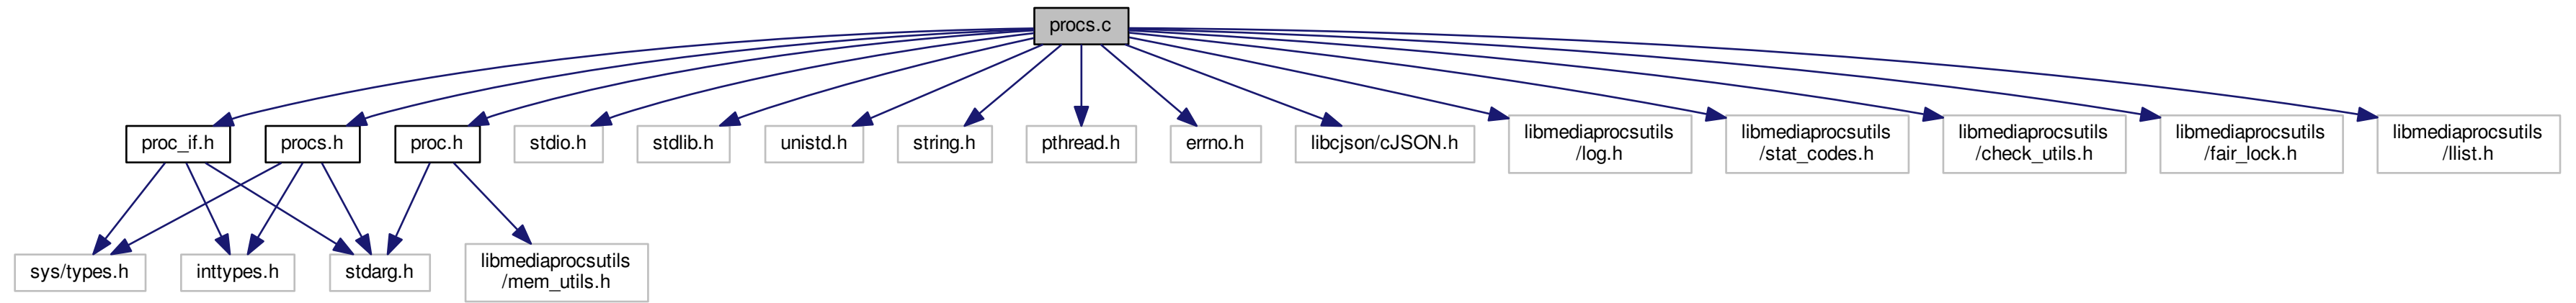 procs.c
proc_if.h
procs.h
proc.h
stdio.h
stdlib.h
unistd.h
string.h
pthread.h
errno.h
libcjson/cJSON.h
libmediaprocsutils
/log.h
libmediaprocsutils
/stat_codes.h
libmediaprocsutils
/check_utils.h
libmediaprocsutils
/fair_lock.h
libmediaprocsutils
/llist.h
sys/types.h
inttypes.h
stdarg.h
libmediaprocsutils
/mem_utils.h